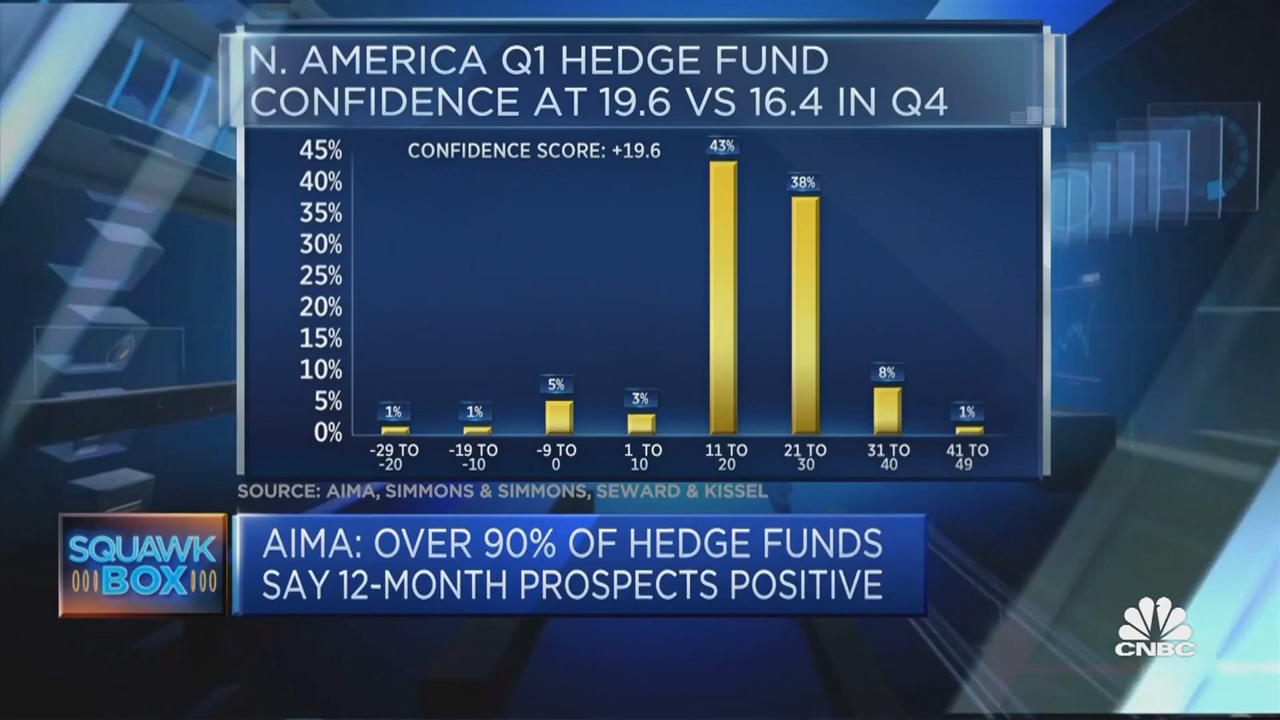 N. AMERICA Q1 HEDGE FUND
CONFIDENCE AT 19.6 VS 16.4 IN Q4
CONFIDENCE SCORE: +19.6
45%
40%
35%
30%
25%
20%
15%
10%
5%
0%
1%
1%
5%
3%
43%
38%
8%
1%
-29 TO
-20
-19 TO
-10
-9 TO
0
1 TO
10
11 TO
20
21 TO
30
31 TO
40
41 TO
49
SOURCE: AIMA, SIMMONS & SIMMONS, SEWARD & KISSEL
SQUAWK
BOX
AIMA: OVER 90% OF HEDGE FUNDS
SAY 12-MONTH PROSPECTS POSITIVE
CNBC